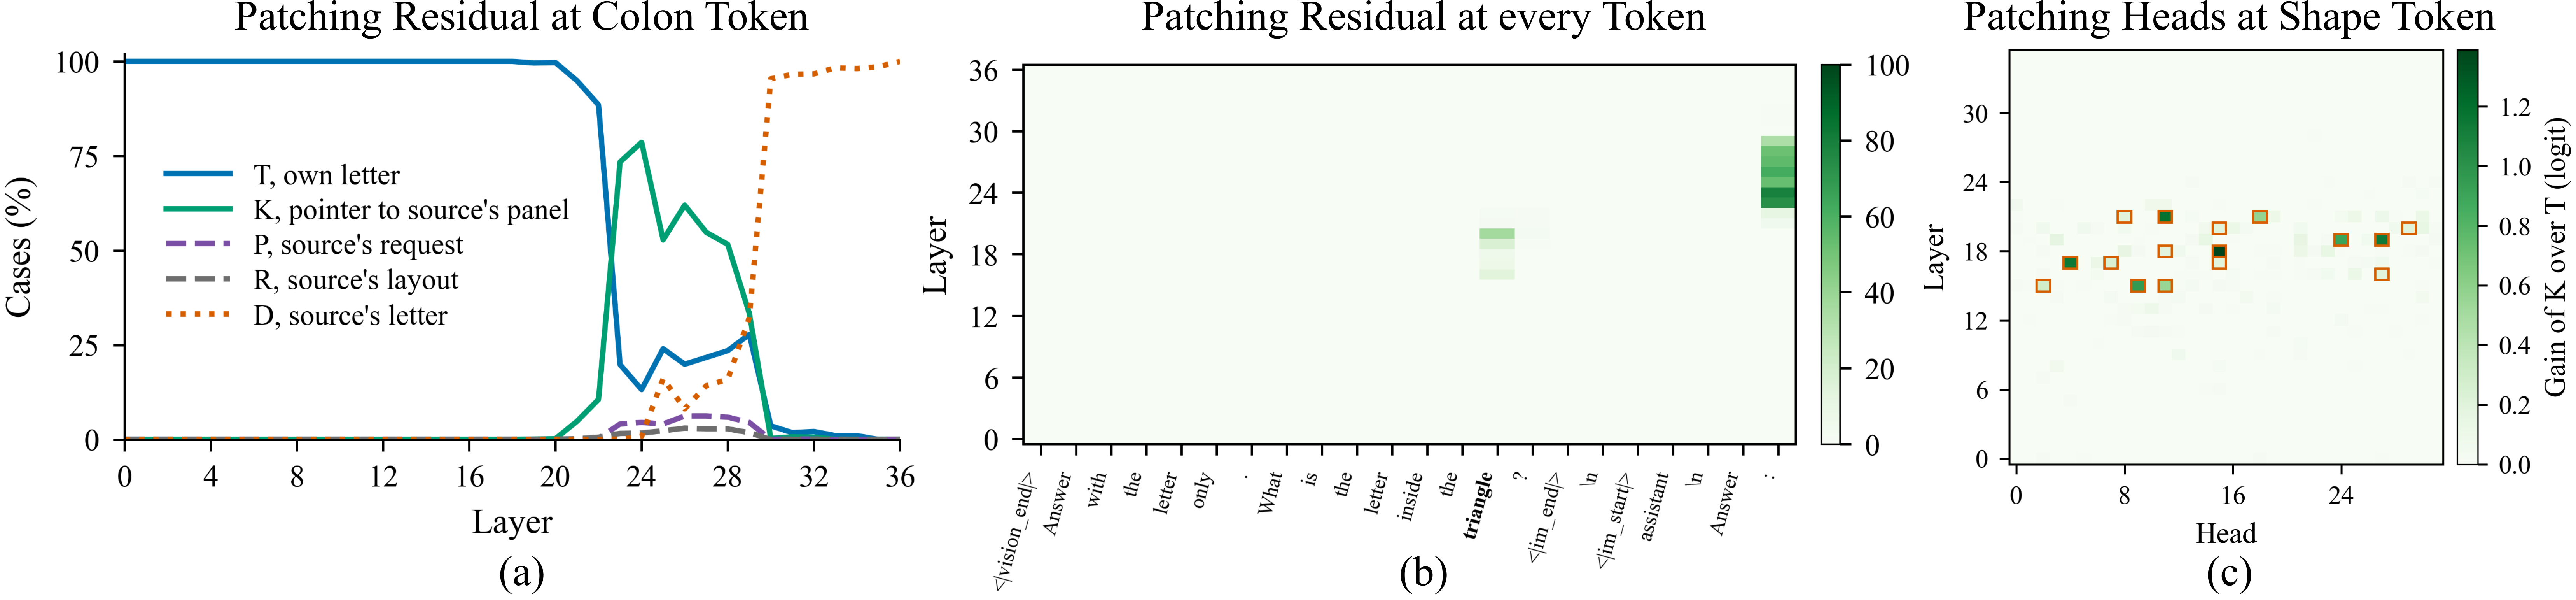 Patching Residual at Colon Token
100
75
50
25
0
Cases (%)
T, own letter
K, pointer to source's panel
P, source's request
R, source's layout
D, source's letter
0 4 8 12 16 20 24 28 32 36
Layer
(a)
Patching Residual at every Token
36
30
24
18
12
6
0
Layer
<|vision_end|>
Answer
with
the
letter
only
.
What
is
the
letter
inside
the
triangle
?
<|im_end|>
\n
<|im_start|>
assistant
\n
Answer
:
100
80
60
40
20
0
(b)
Patching Heads at Shape Token
30
24
18
12
6
0
Layer
0 8 16 24
Head
1.2
1.0
0.8
0.6
0.4
0.2
0.0
Gain of K over T (logit)
(c)